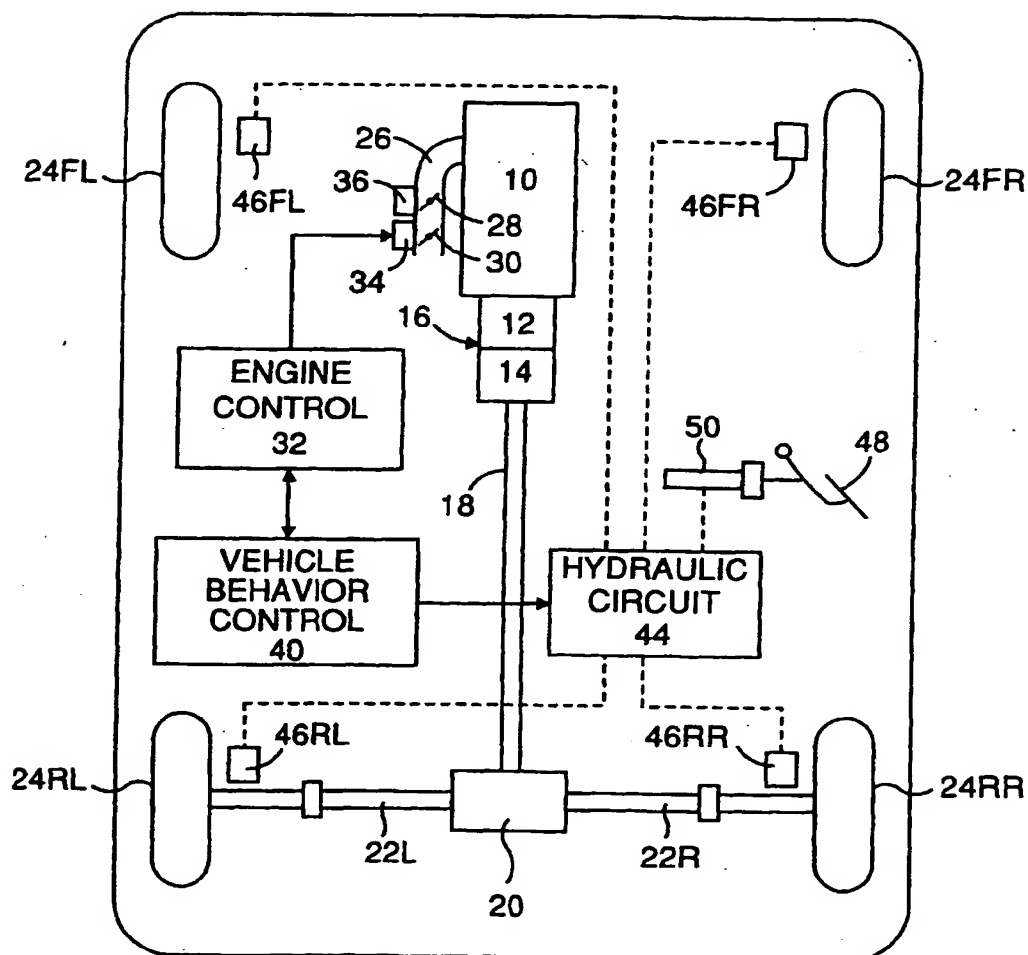 26
10
24FL
36
24FR
46FL
46FR
28
30
34
16
12
14
ENGINE
CONTROL
32
50
48
18
VEHICLE
BEHAVIOR
CONTROL
40
HYDRAULIC
CIRCUIT
44
46RL
46RR
24RL
24RR
22L
22R
20